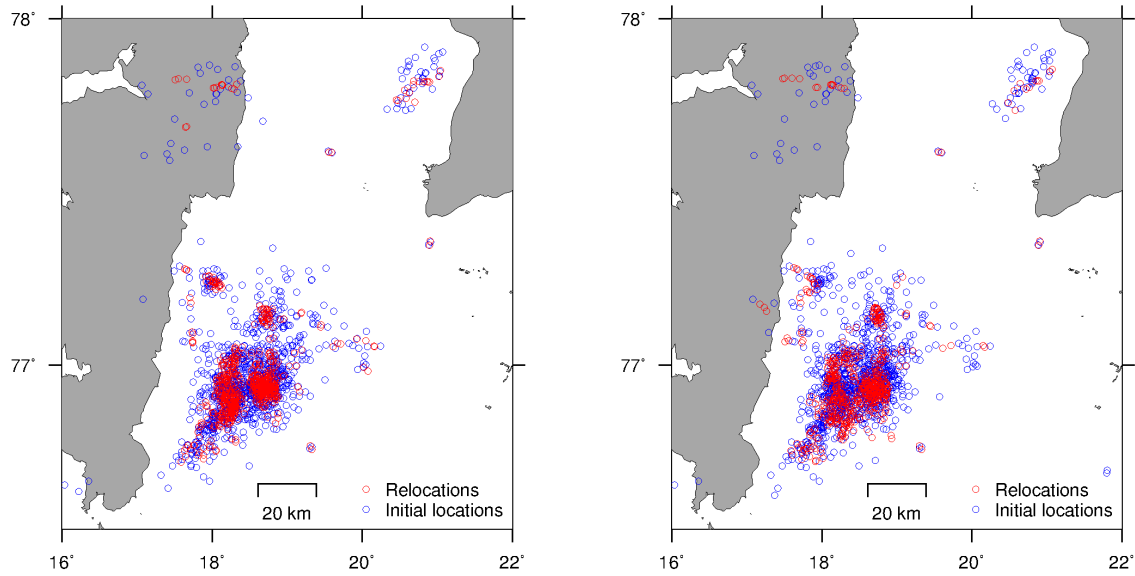 78˚
77˚
Relocations
Initial locations
20 km
16˚ 18˚ 20˚ 22˚
78˚
77˚
Relocations
Initial locations
20 km
16˚ 18˚ 20˚ 22˚